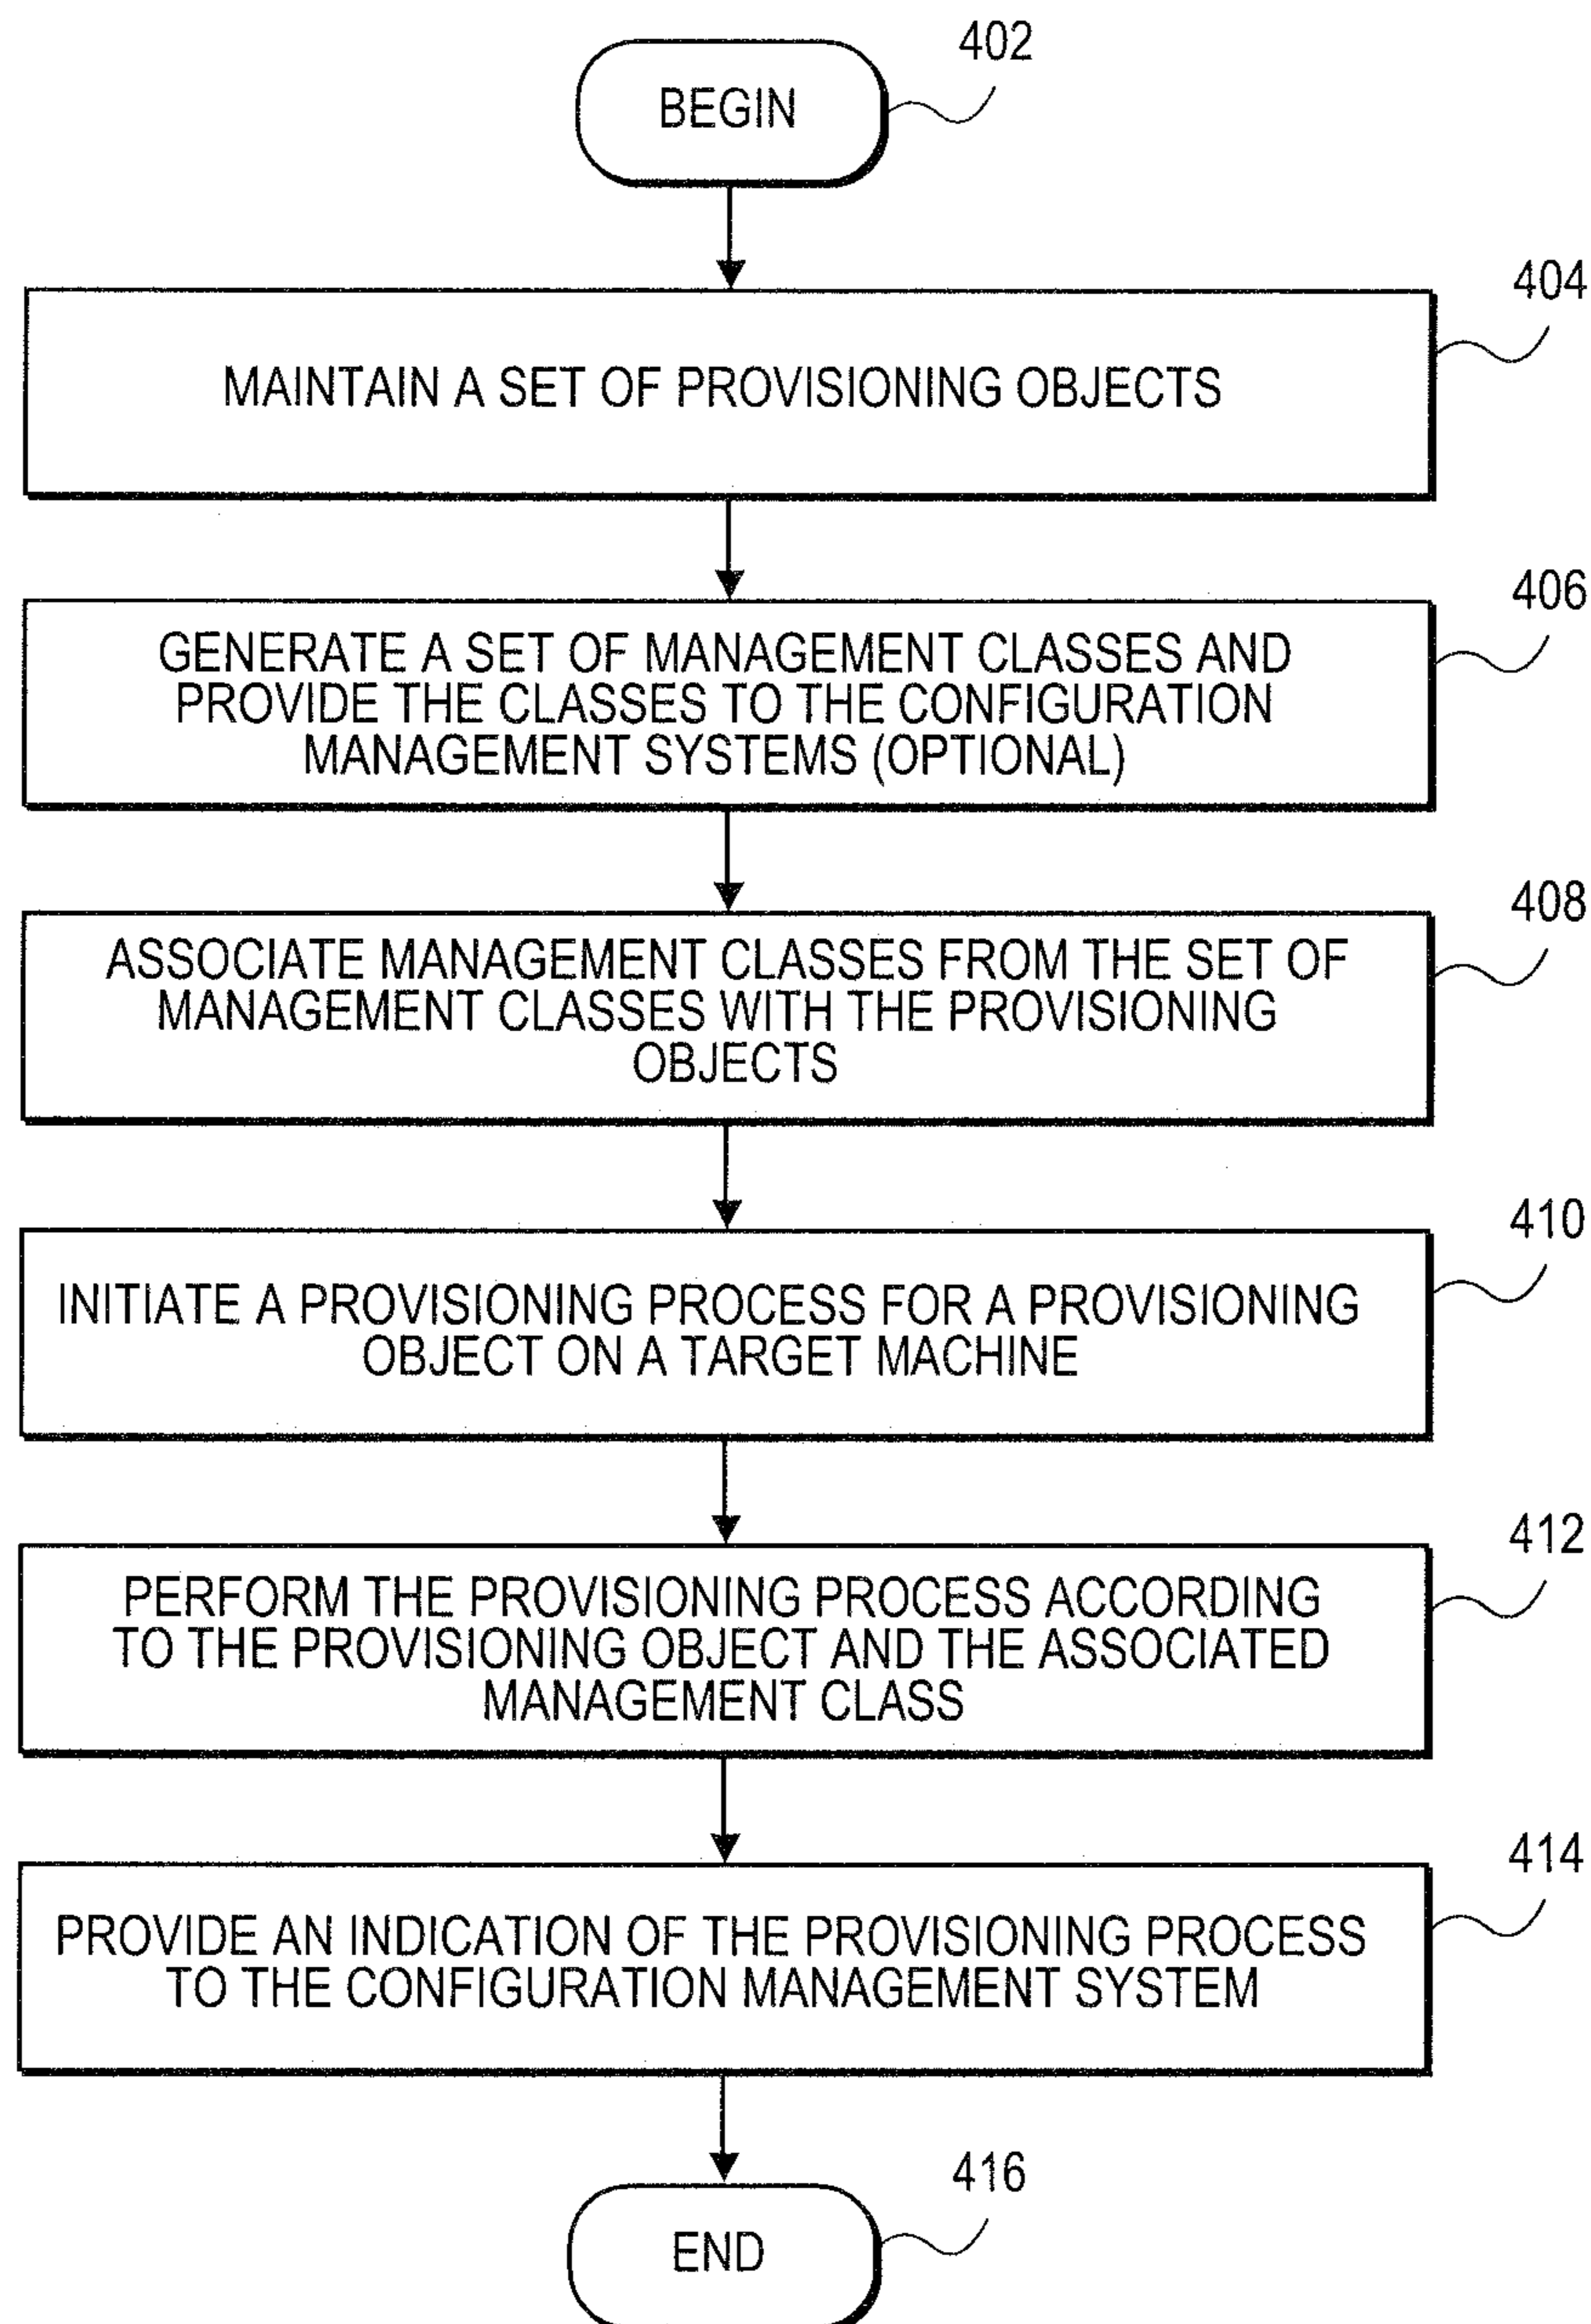 402
BEGIN
404
MAINTAIN A SET OF PROVISIONING OBJECTS
406
GENERATE A SET OF MANAGEMENT CLASSES AND
PROVIDE THE CLASSES TO THE CONFIGURATION
MANAGEMENT SYSTEMS (OPTIONAL)
408
ASSOCIATE MANAGEMENT CLASSES FROM THE SET OF
MANAGEMENT CLASSES WITH THE PROVISIONING
OBJECTS
410
INITIATE A PROVISIONING PROCESS FOR A PROVISIONING
OBJECT ON A TARGET MACHINE
412
PERFORM THE PROVISIONING PROCESS ACCORDING
TO THE PROVISIONING OBJECT AND THE ASSOCIATED
MANAGEMENT CLASS
414
PROVIDE AN INDICATION OF THE PROVISIONING PROCESS
TO THE CONFIGURATION MANAGEMENT SYSTEM
416
END